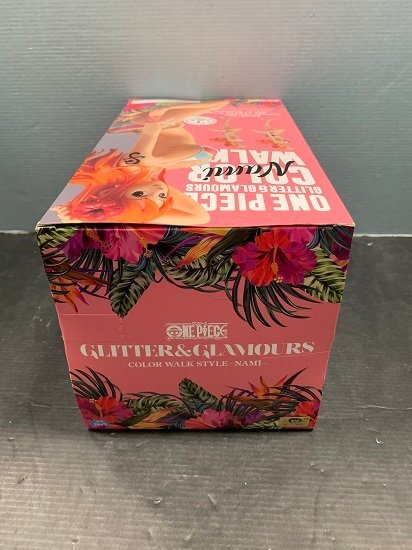 ONE PIECE
GLITTER&GLAMOURS
COLOR
WALK
Nami
ONE PIECE
GLITTER&GLAMOURS
COLOR WALK STYLE-NAMI-